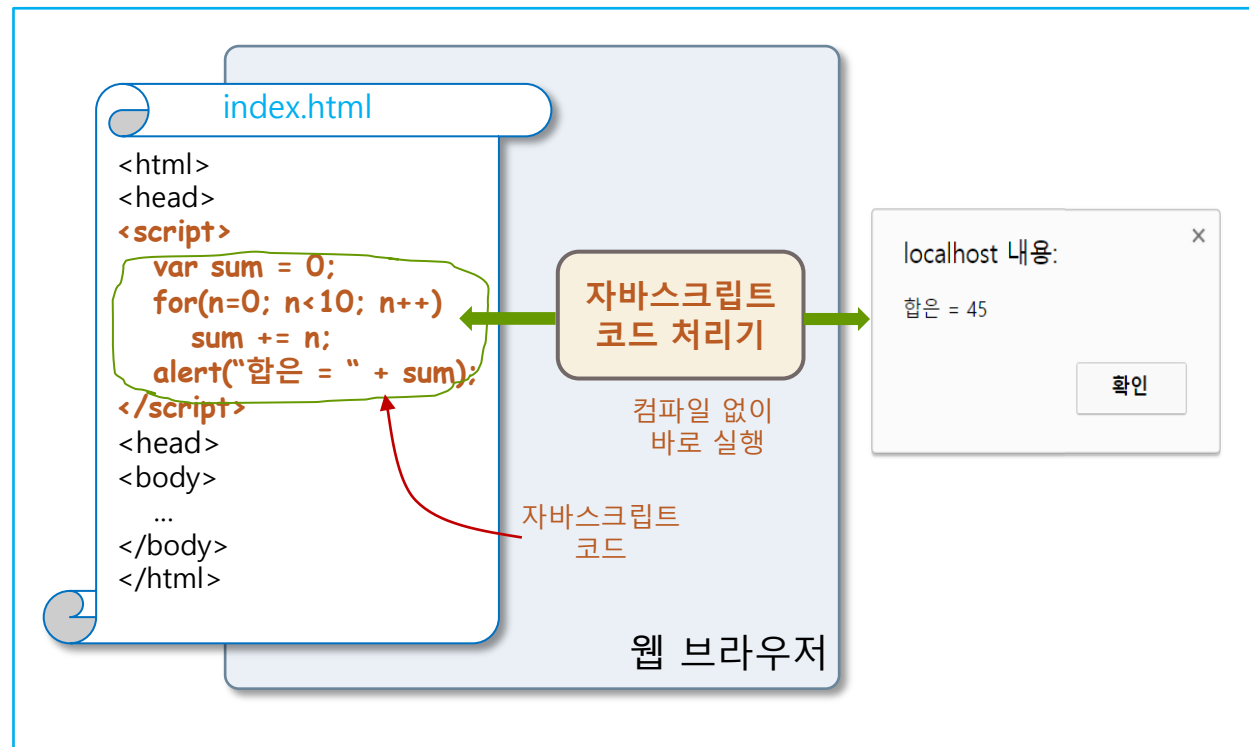 index.html
<html>
<head>
<script>
var sum = 0;
for(n=0; n<10; n++)
sum += n;
alert(“합은 = “ + sum);
</script>
<head>
<body>
...
</body>
</html>
자바스크립트
코드 처리기
컴파일 없이
바로 실행
자바스크립트
코드
웹 브라우저
localhost 내용:
합은 = 45
확인